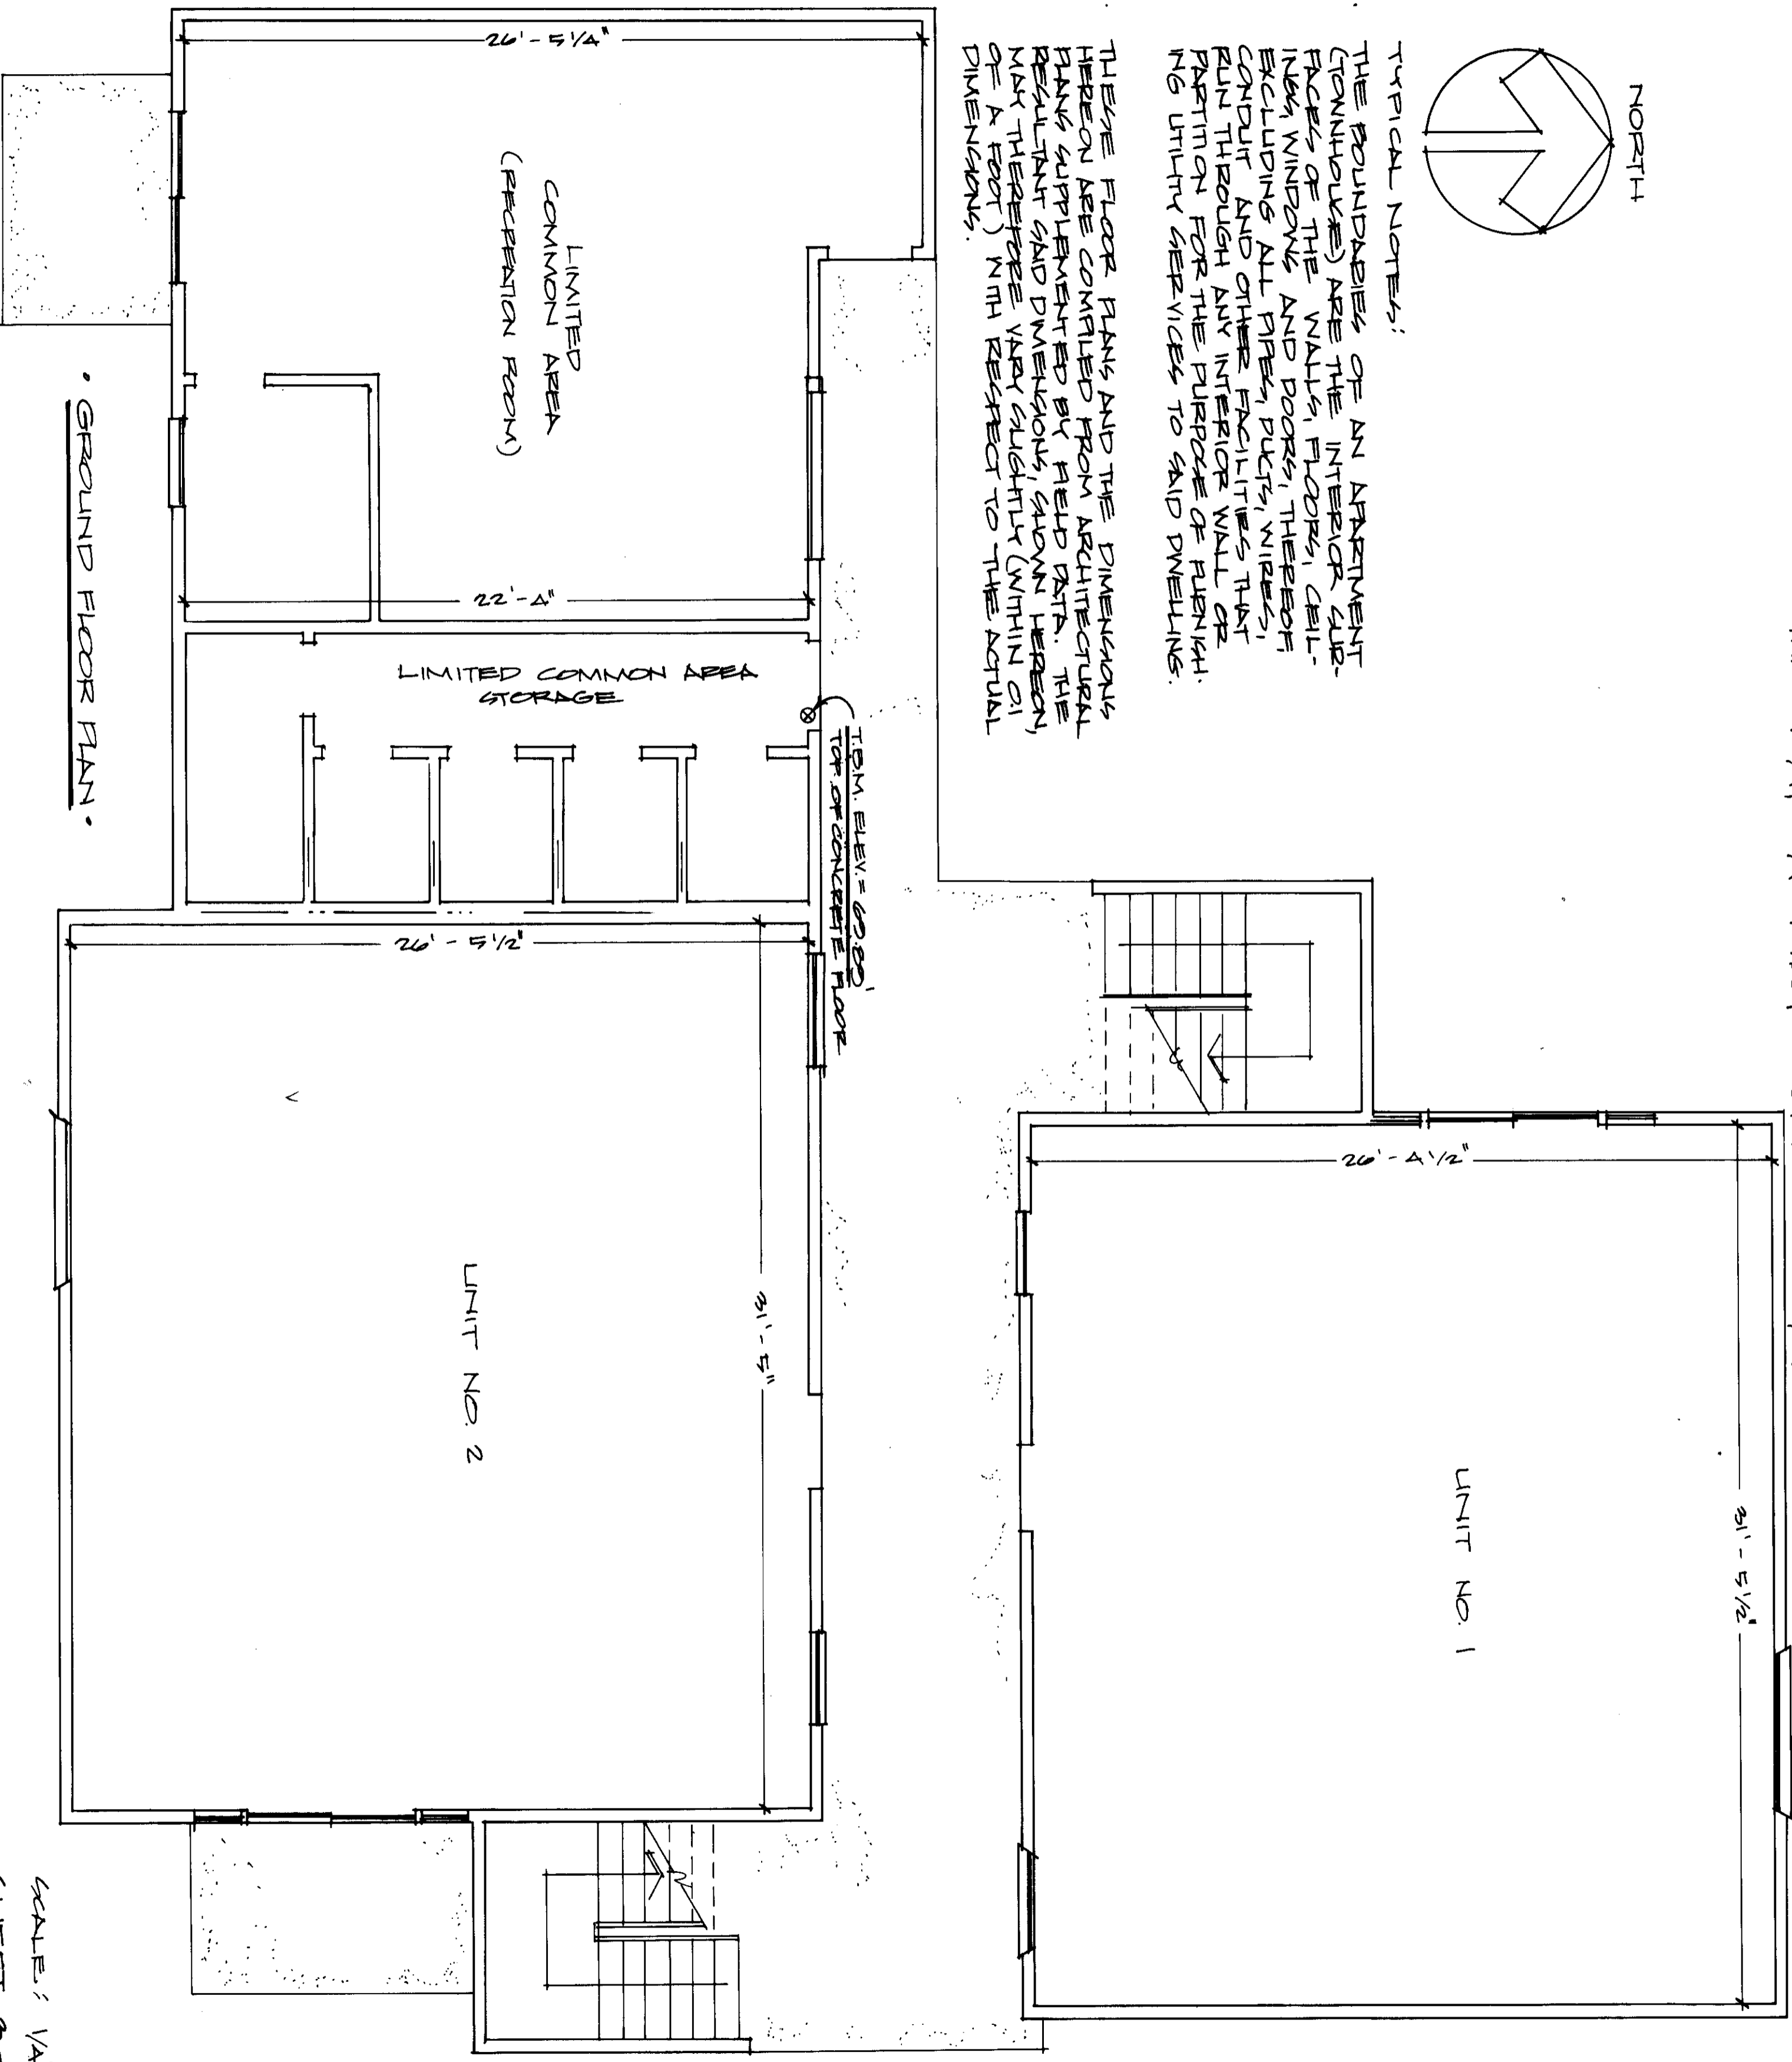 NORTH
TYPICAL NOTES:
THE BOUNDARIES OF AN APARTMENT
(TOWNHOUSE) ARE THE INTERIOR SUR-
FACES OF THE WALLS, FLOORS, CEIL-
INGS, WINDOWS AND DOORS, THEREOF
EXCLUDING ALL PIPES, DUCTS, WIRES,
CONDUIT AND OTHER FACILITIES THAT
RUN THROUGH ANY INTERIOR WALL OR
PARTITION FOR THE PURPOSE OF FURNISH-
ING UTILITY SERVICES TO SAID DWELLING.
THESE FLOOR PLANS AND THE DIMENSIONS
HEREON ARE COMPILED FROM ARCHITECTURAL
PLANS SUPPLEMENTED BY FIELD DATA. THE
RESULTANT SAID DIMENSIONS, SHOWN HEREON,
MAY THEREFORE VARY SLIGHTLY (WITHIN 0.1
OF A FOOT) WITH RESPECT TO THE ACTUAL
DIMENSIONS.
26'-5 1/4"
LIMITED
COMMON AREA
(RECREATION ROOM)
22'-4"
LIMITED COMMON AREA
STORAGE
T.B.M. ELEV. = 69.89'
TOP OF CONCRETE FLOOR
26'-4 1/2"
31'-5 1/2"
UNIT NO. 1
26'-5 1/2"
31'-5"
UNIT NO. 2
• GROUND FLOOR PLAN •
SCALE: 1/4
SHEET